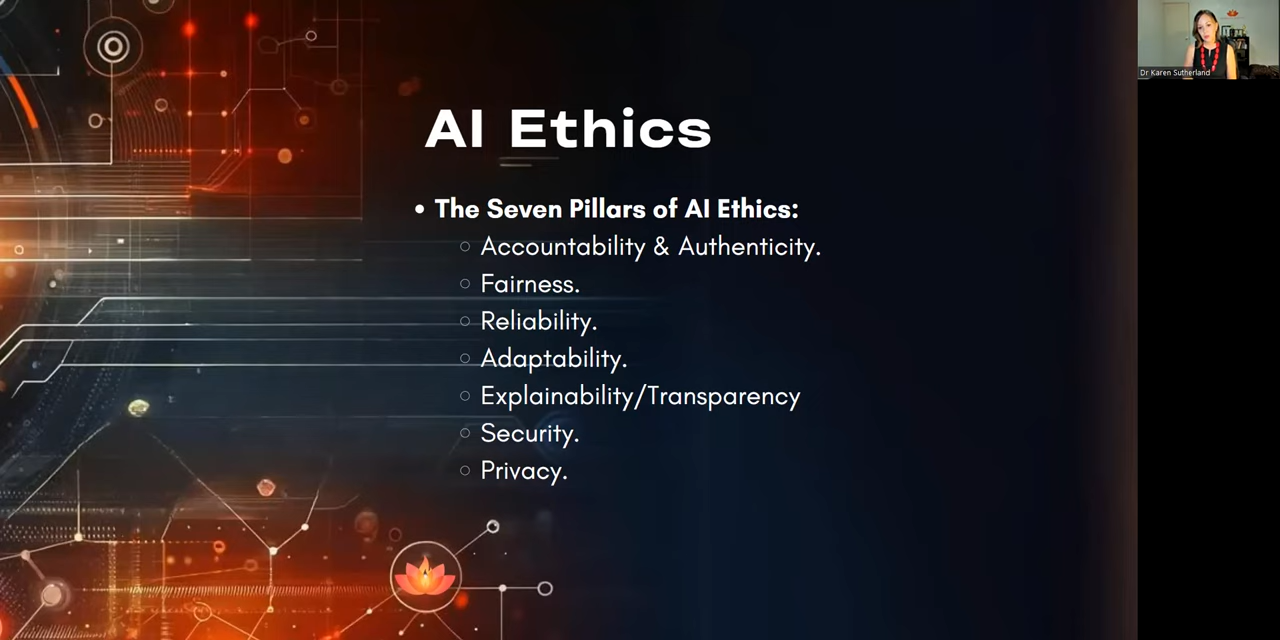 AI Ethics
The Seven Pillars of AI Ethics:
Accountability & Authenticity.
Fairness.
Reliability.
Adaptability.
Explainability/Transparency
Security.
Privacy.
Dr Karen Sutherland